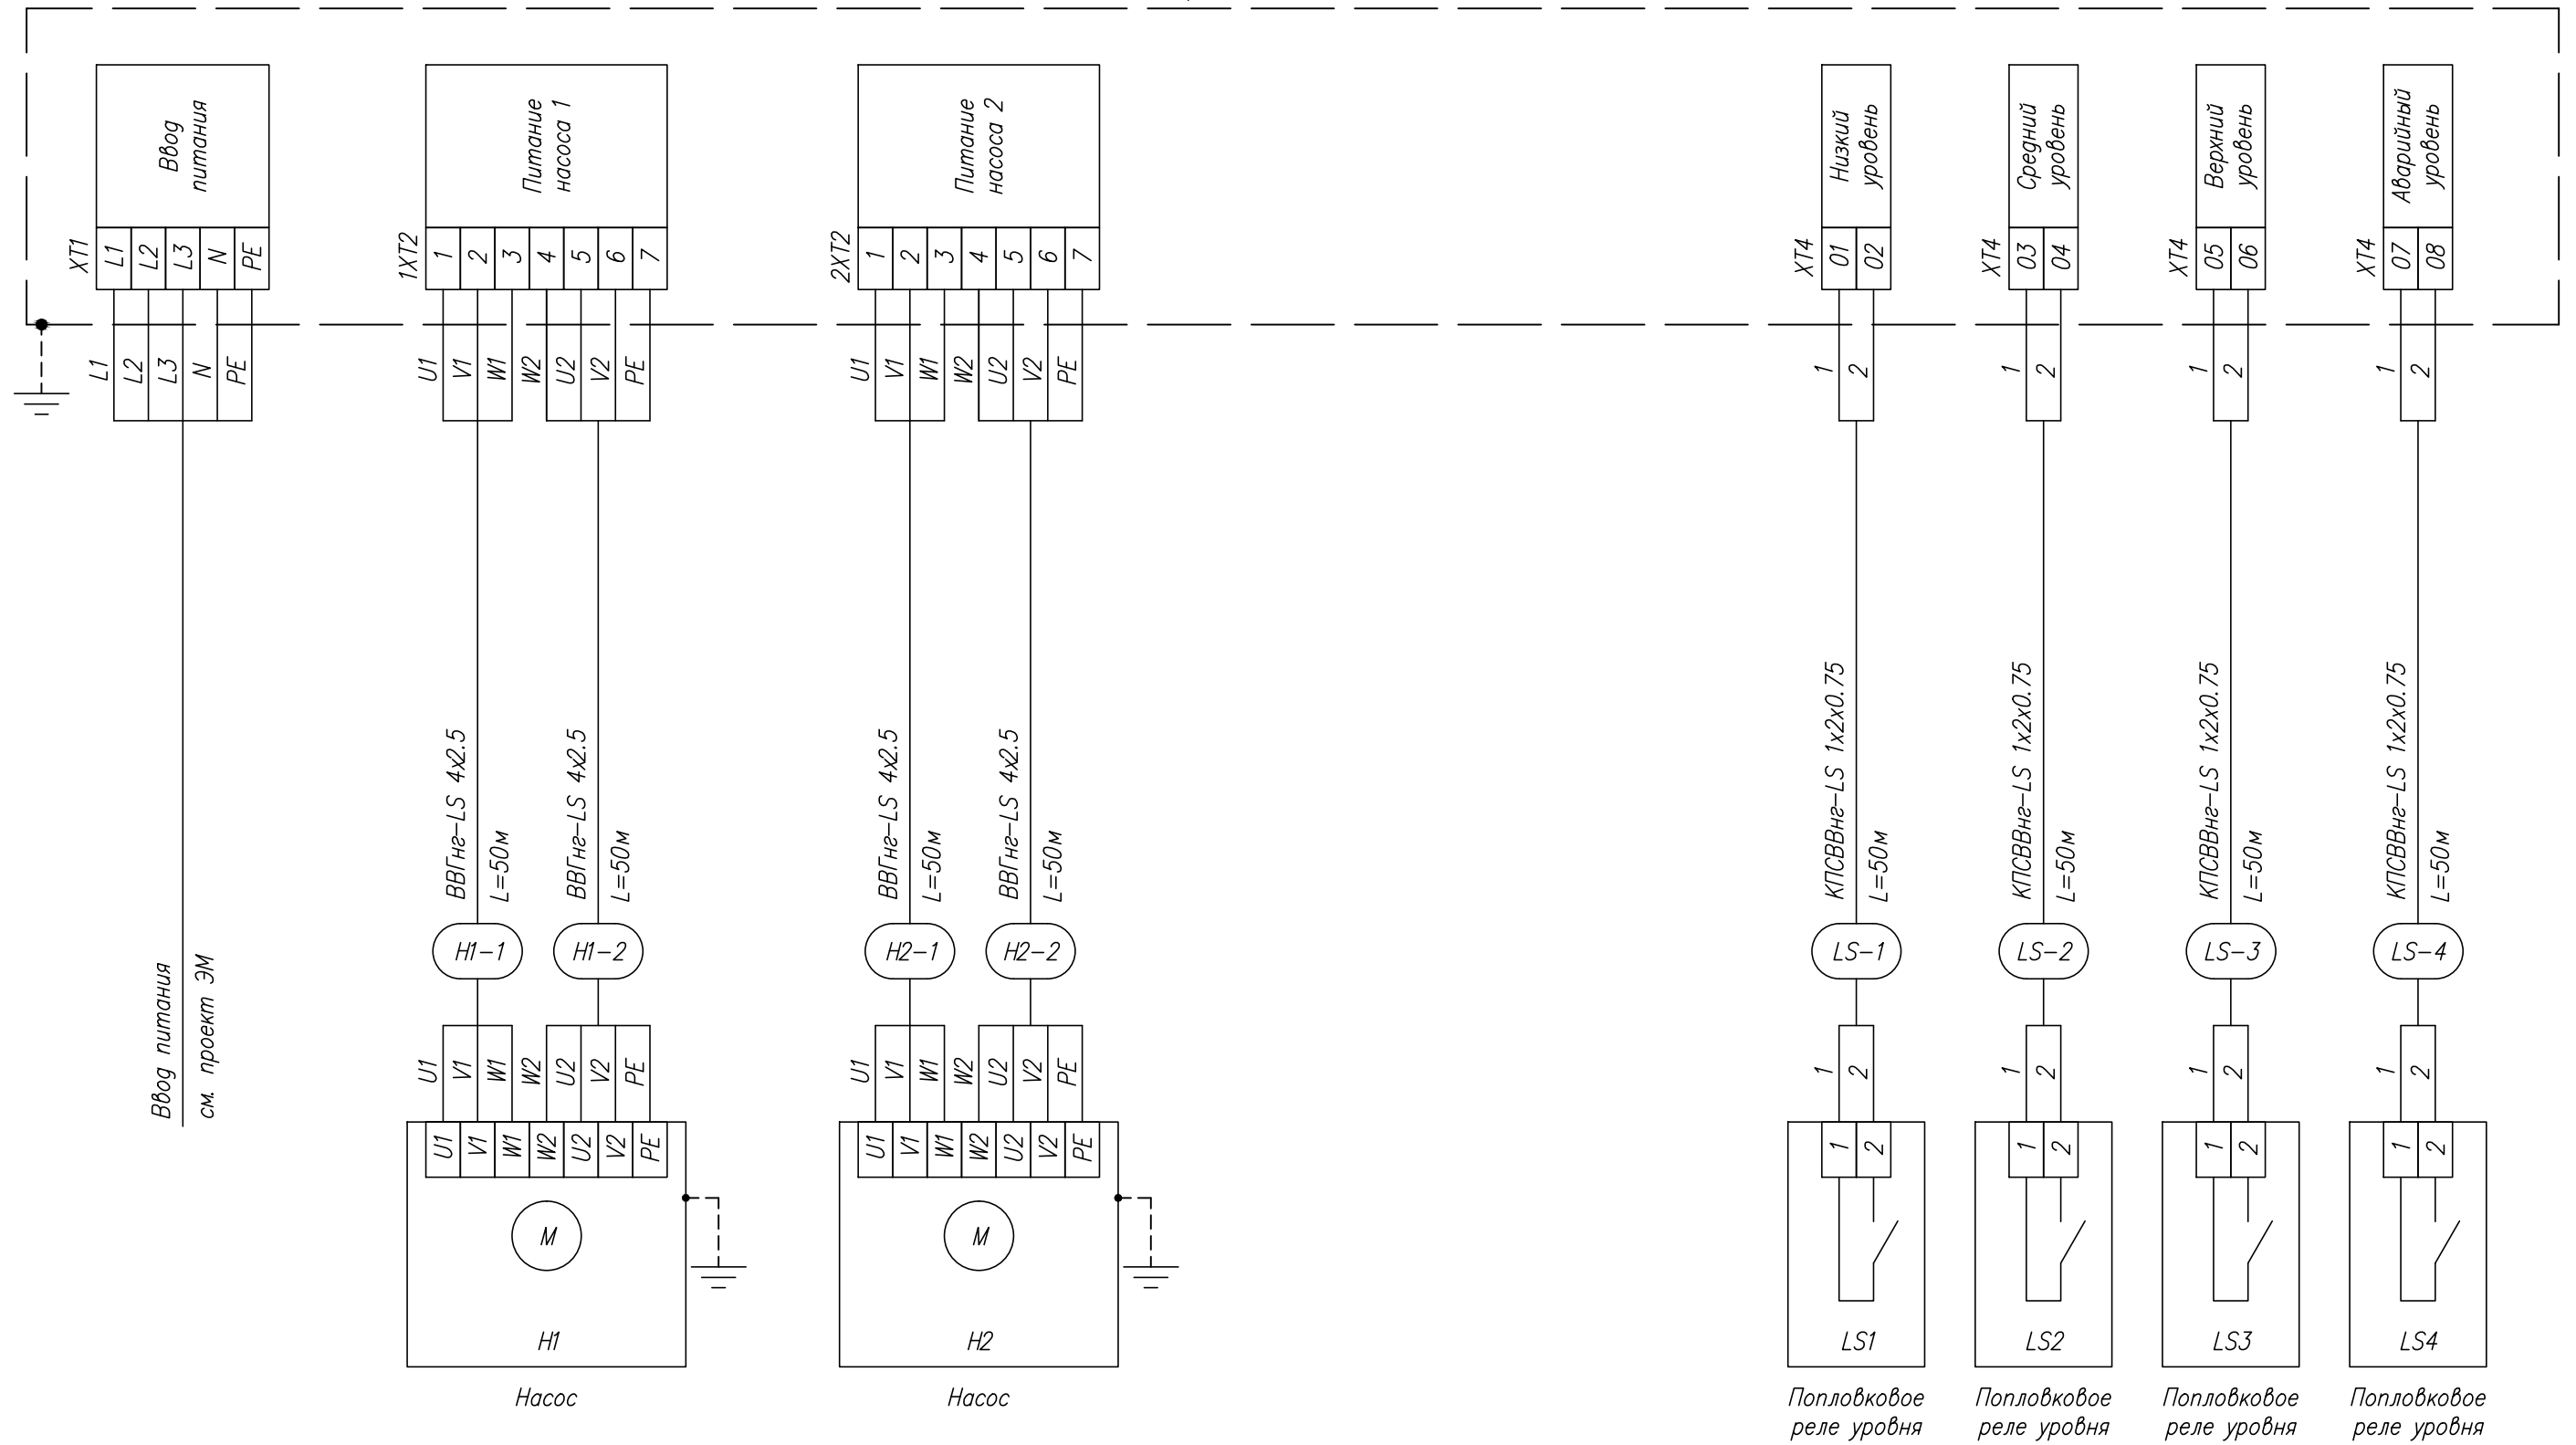 Ввод
питания
Питание
насоса 1
Питание
насоса 2
Низкий
уровень
Средний
уровень
Верхний
уровень
Аварийный
уровень
XT1 L1 L2 L3 N PE
1XT2 1 2 3 4 5 6 7
2XT2 1 2 3 4 5 6 7
XT4 01 02
XT4 03 04
XT4 05 06
XT4 07 08
L1 L2 L3 N PE
U1 V1 W1 W2 U2 V2 PE
U1 V1 W1 W2 U2 V2 PE
1 2
1 2
1 2
1 2
Ввод питания
см. проект ЭМ
ВВГнг-LS 4x2.5
L=50м
ВВГнг-LS 4x2.5
L=50м
ВВГнг-LS 4x2.5
L=50м
ВВГнг-LS 4x2.5
L=50м
КПСВВнг-LS 1x2x0.75
L=50м
КПСВВнг-LS 1x2x0.75
L=50м
КПСВВнг-LS 1x2x0.75
L=50м
КПСВВнг-LS 1x2x0.75
L=50м
Н1-1
Н1-2
Н2-1
Н2-2
LS-1
LS-2
LS-3
LS-4
U1 V1 W1 W2 U2 V2 PE
U1 V1 W1 W2 U2 V2 PE
1 2
1 2
1 2
1 2
U1 V1 W1 W2 U2 V2 PE
U1 V1 W1 W2 U2 V2 PE
1 2
1 2
1 2
1 2
М
М
Н1
Н2
LS1
LS2
LS3
LS4
Насос
Насос
Попловковое
реле уровня
Попловковое
реле уровня
Попловковое
реле уровня
Попловковое
реле уровня